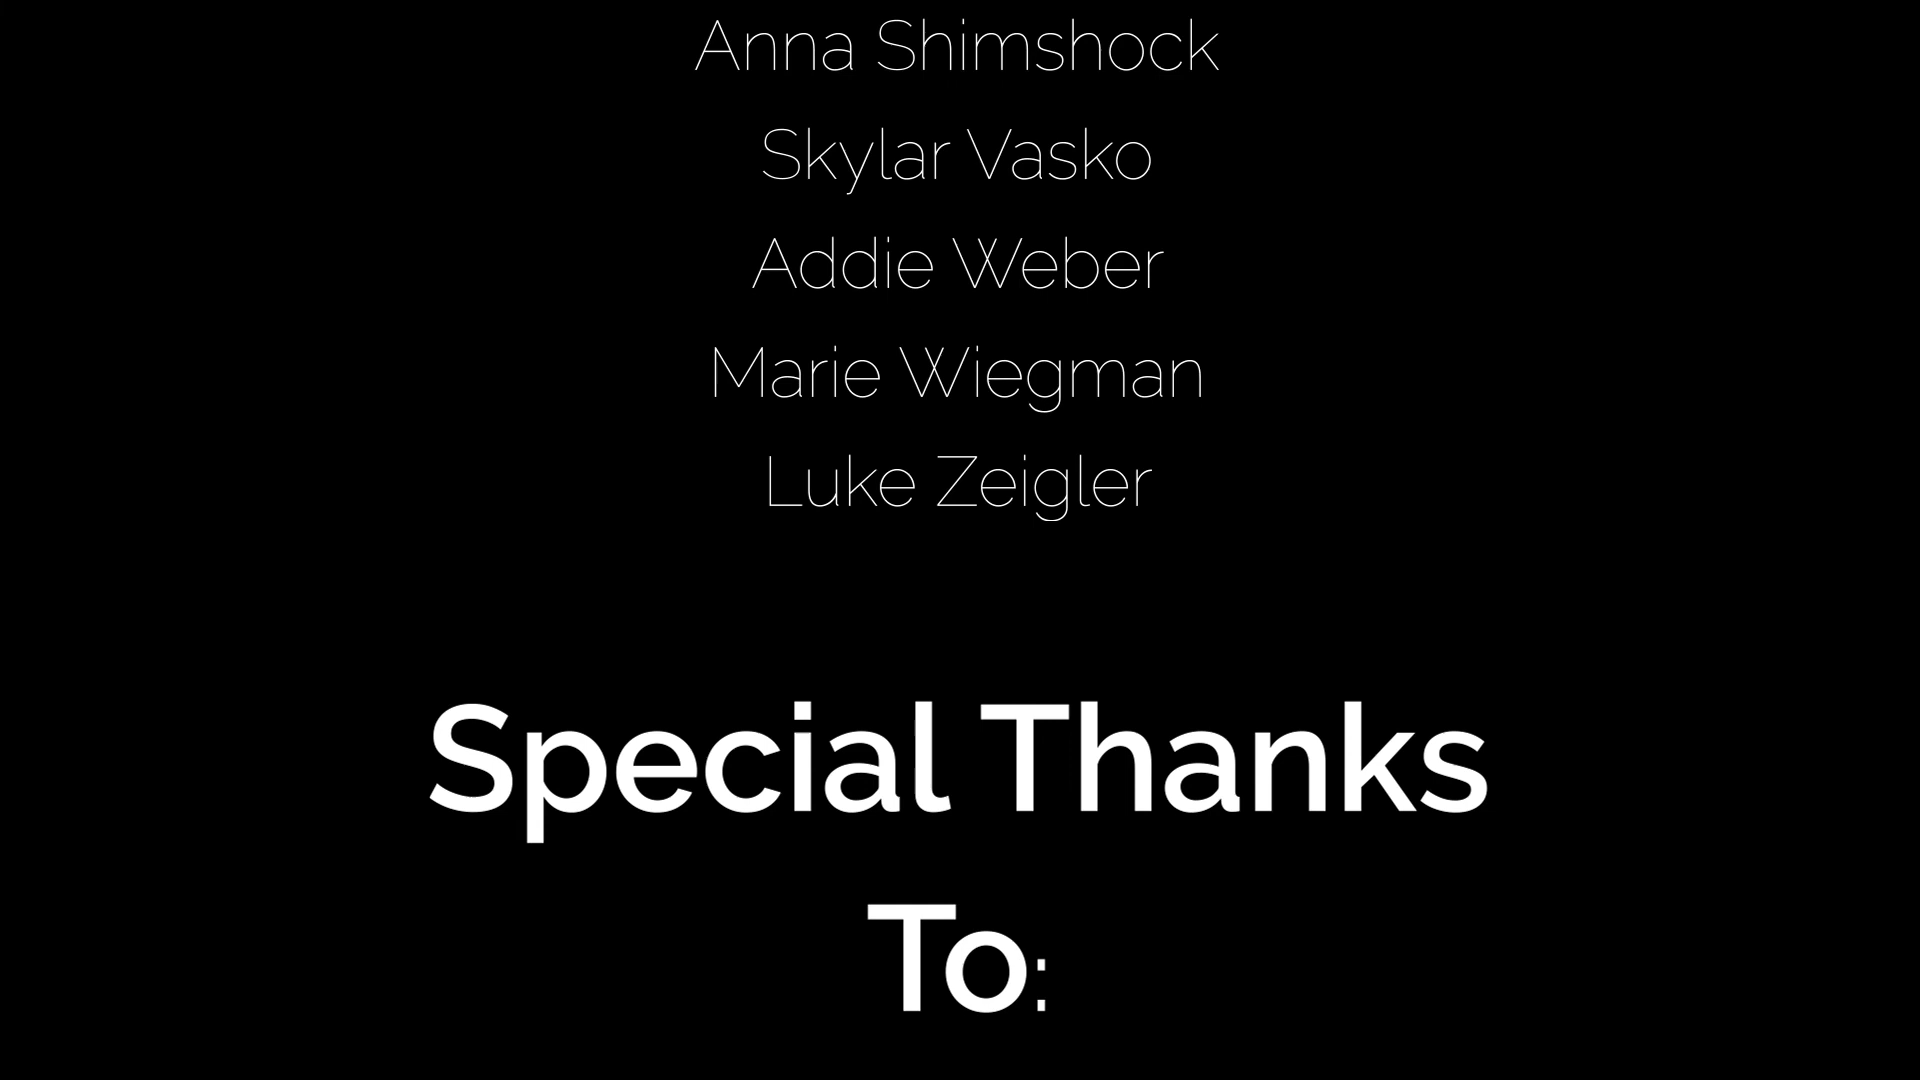 Anna Shimshock
Skylar Vasko
Addie Weber
Marie Wiegman
Luke Zeigler
Special Thanks
To: